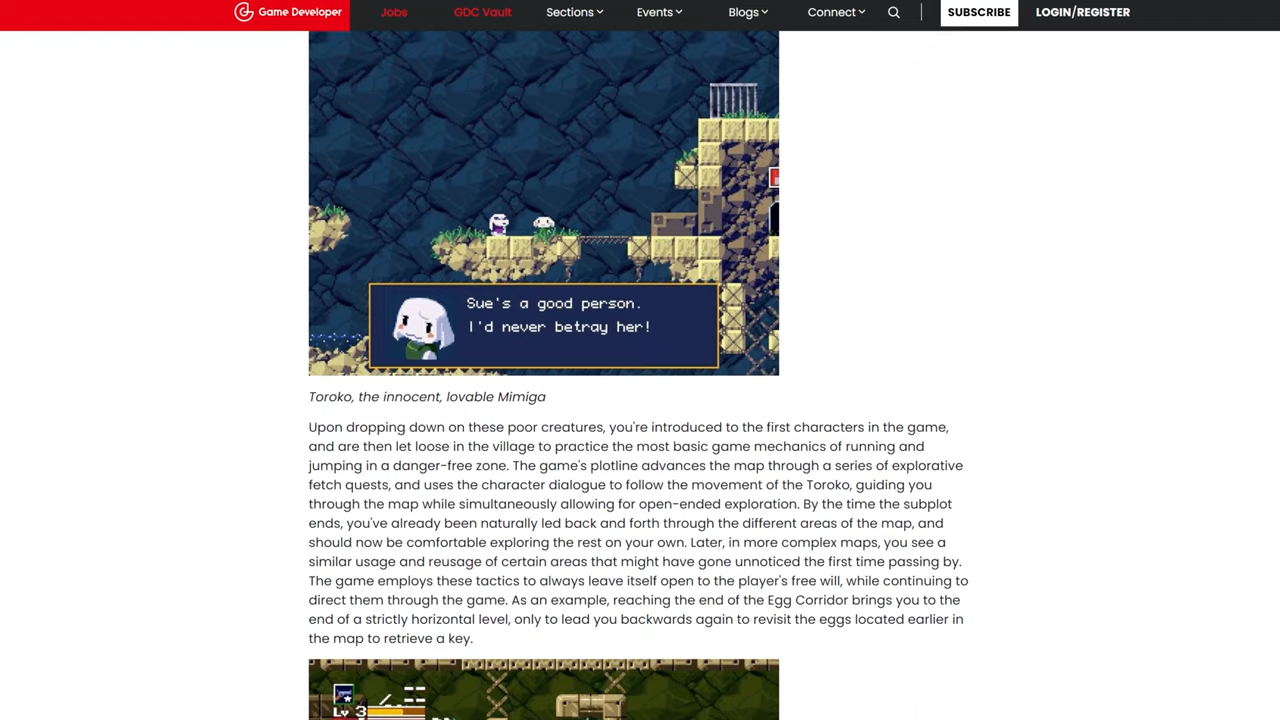 Game Developer Jobs GDC Vault Sections Events Blogs Connect SUBSCRIBE LOGIN/REGISTER
Sue's a good person.
I'd never betray her!
Toroko, the innocent, lovable Mimiga
Upon dropping down on these poor creatures, you're introduced to the first characters in the game,
and are then let loose in the village to practice the most basic game mechanics of running and
jumping in a danger-free zone. The game's plotline advances the map through a series of explorative
fetch quests, and uses the character dialogue to follow the movement of the Toroko, guiding you
through the map while simultaneously allowing for open-ended exploration. By the time the subplot
ends, you've already been naturally led back and forth through the different areas of the map, and
should now be comfortable exploring the rest on your own. Later, in more complex maps, you see a
similar usage and reusage of certain areas that might have gone unnoticed the first time passing by.
The game employs these tactics to always leave itself open to the player's free will, while continuing to
direct them through the game. As an example, reaching the end of the Egg Corridor brings you to the
end of a strictly horizontal level, only to lead you backwards again to revisit the eggs located earlier in
the map to retrieve a key.
Lv 3